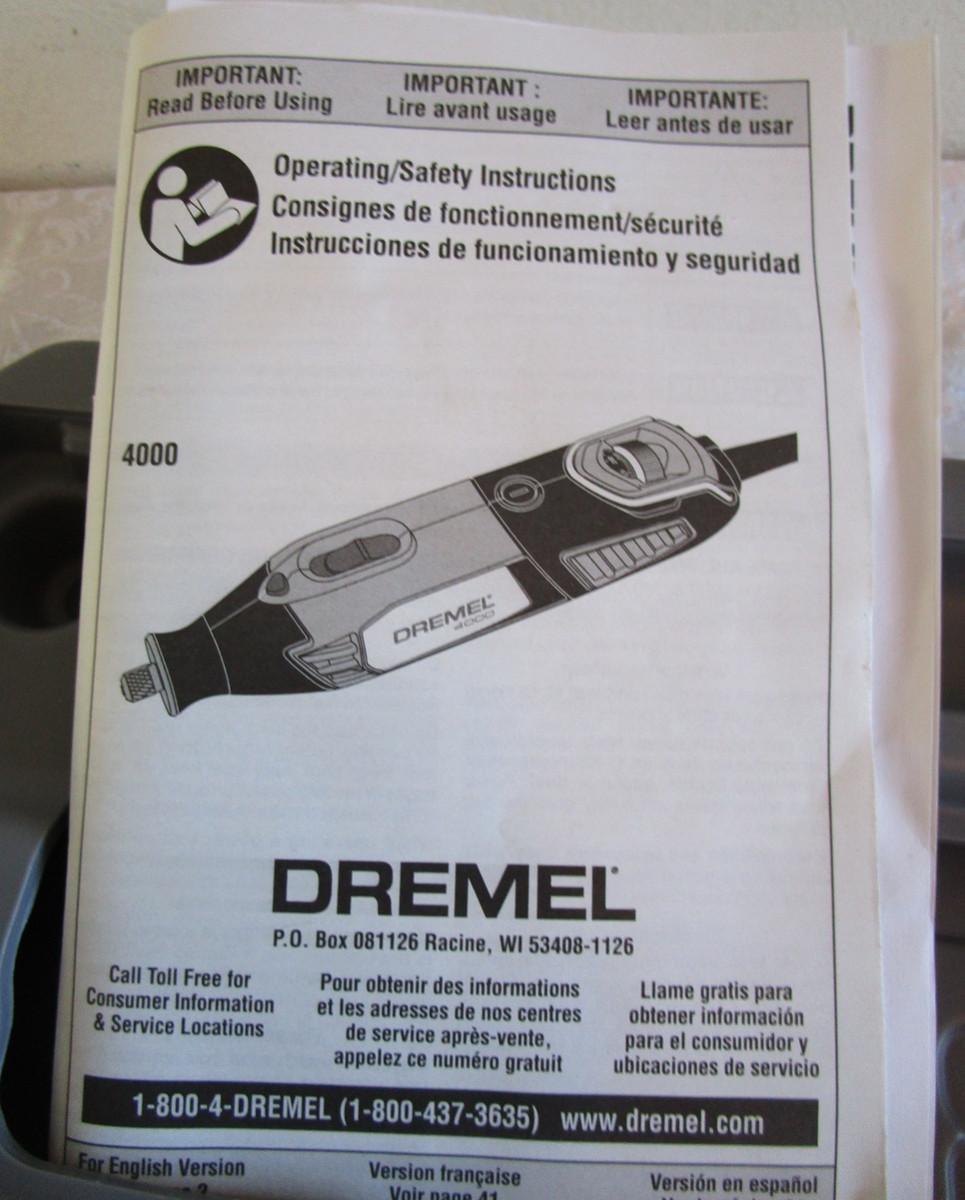 IMPORTANT:
Read Before Using
IMPORTANT :
Lire avant usage
IMPORTANTE:
Leer antes de usar
Operating/Safety Instructions
Consignes de fonctionnement/sécurité
Instrucciones de funcionamiento y seguridad
4000
DREMEL
4000
DREMEL
P.O. Box 081126 Racine, WI 53408-1126
Call Toll Free for
Consumer Information
& Service Locations
Pour obtenir des informations
et les adresses de nos centres
de service après-vente,
appelez ce numéro gratuit
Llame gratis para
obtener información
para el consumidor y
ubicaciones de servicio
1-800-4-DREMEL (1-800-437-3635) www.dremel.com
For English Version
Version française
Voir page 41
Versión en español